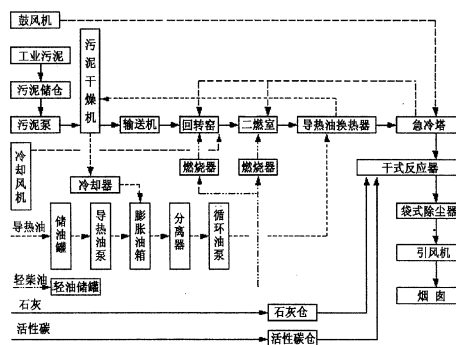 鼓风机
工业污泥
污泥储仓
污泥泵
污泥干燥机
输送机
回转窑
二燃室
导热油换热器
急冷塔
冷却风机
冷却器
燃烧器
燃烧器
干式反应器
袋式除尘器
引风机
烟囱
导热油
储油罐
导热油泵
膨胀油箱
分离器
循环油泵
轻柴油
轻油储罐
石灰
石灰仓
活性碳
活性碳仓